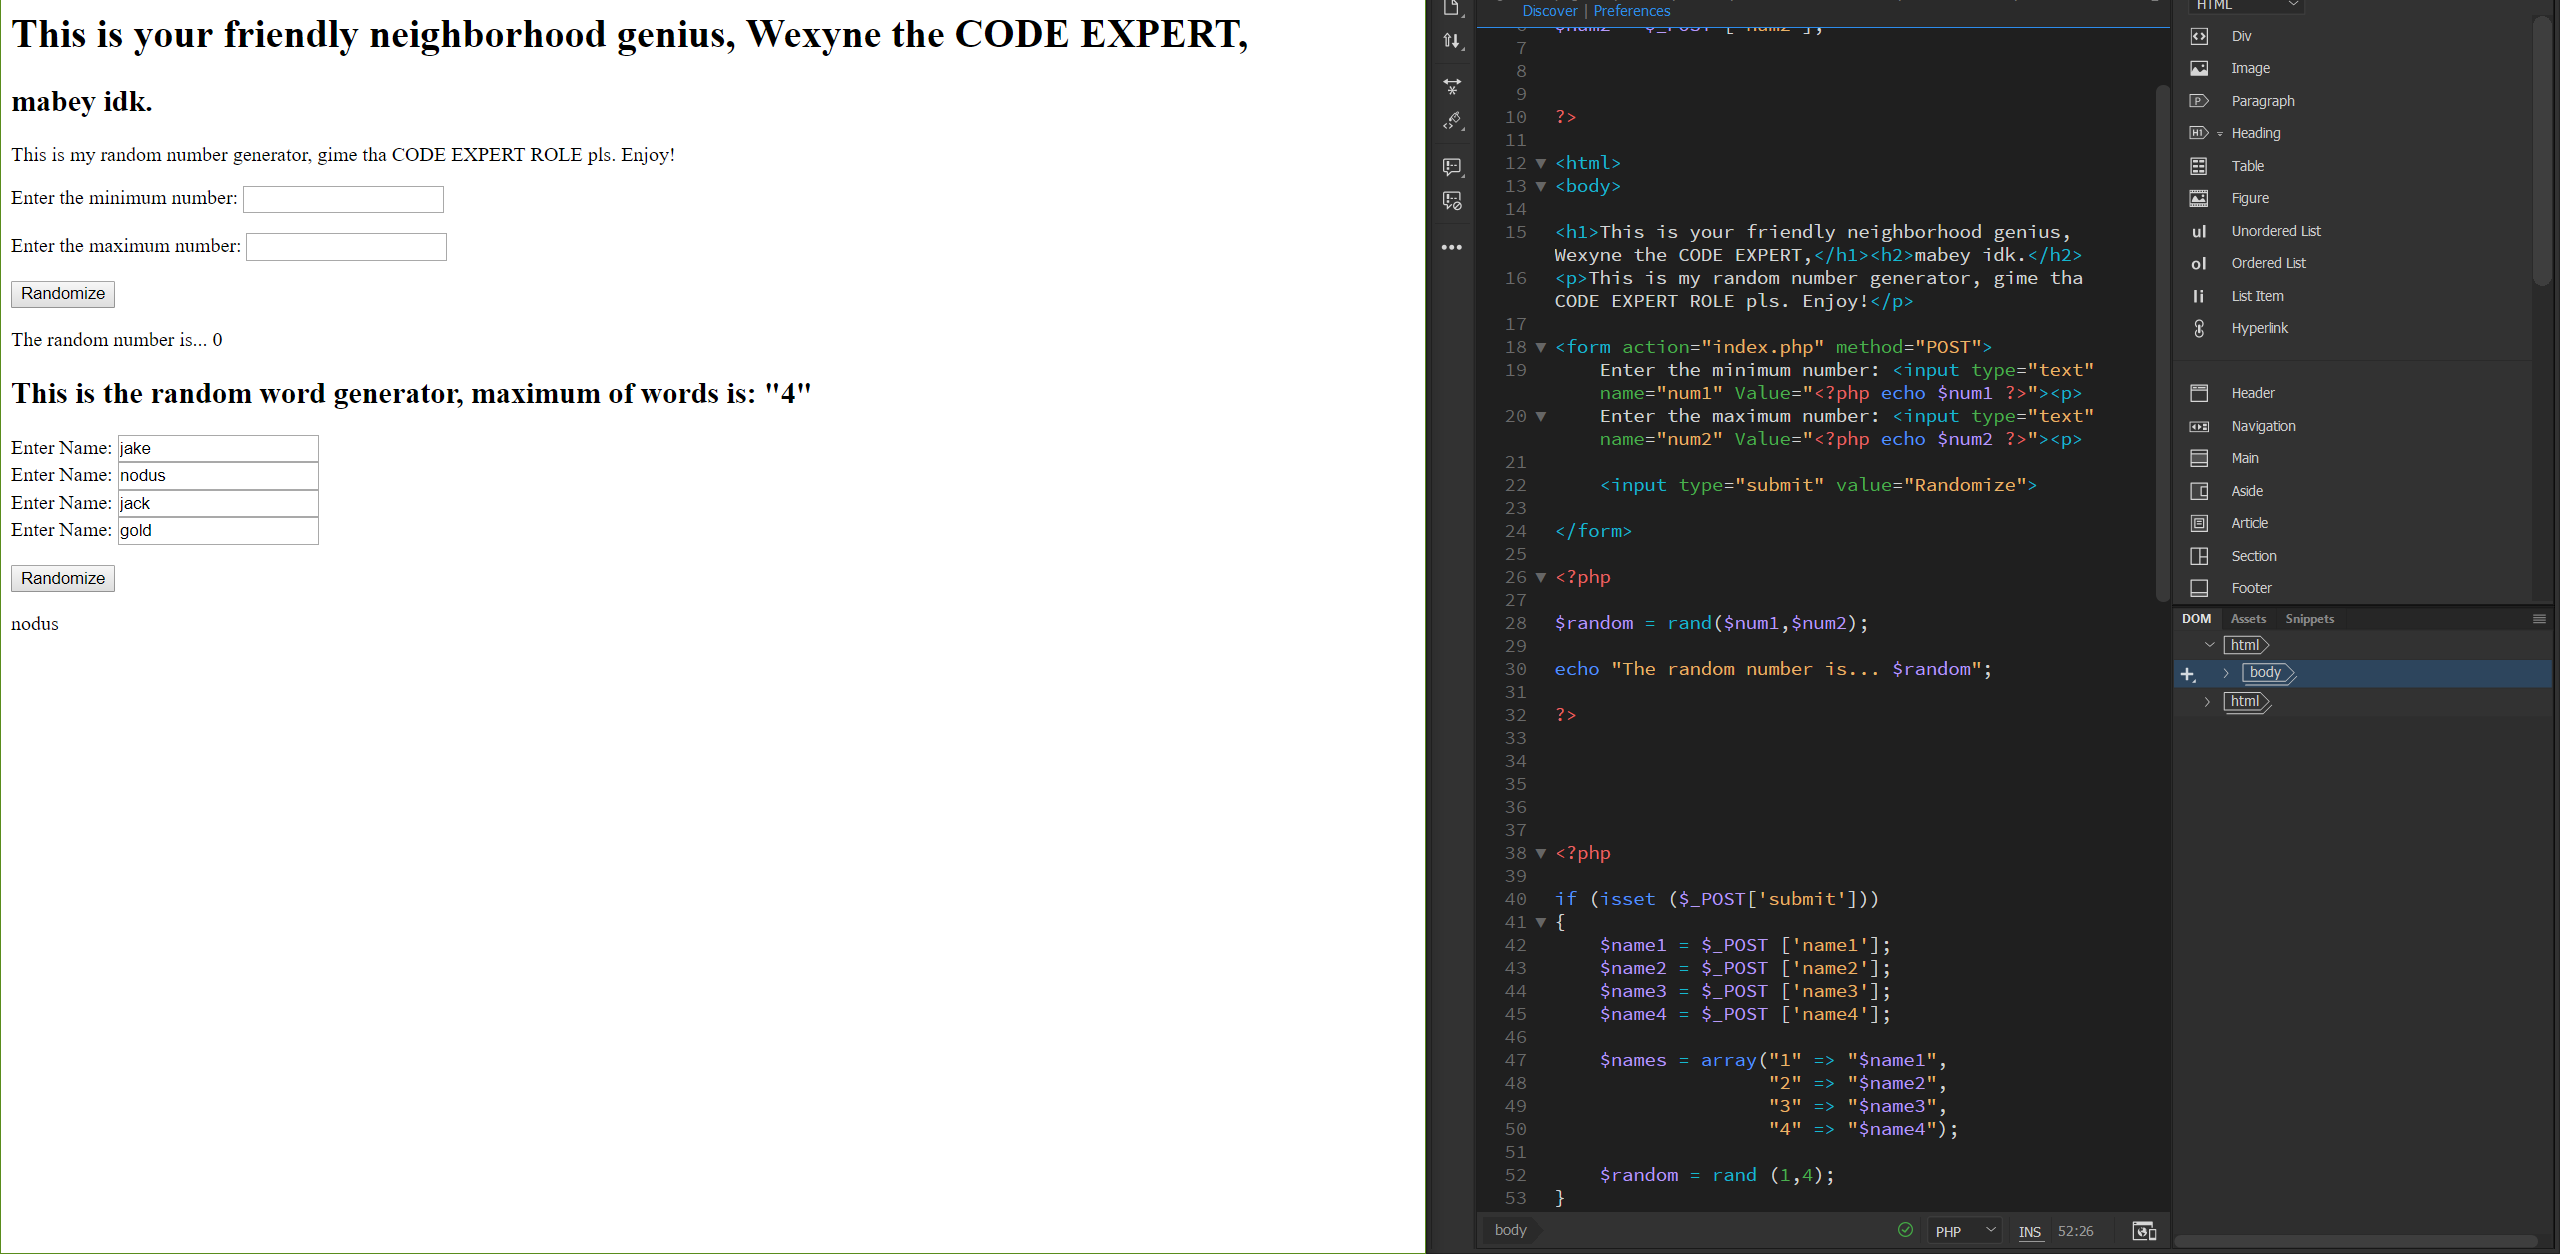 This is your friendly neighborhood genius, Wexyne the CODE EXPERT,
mabey idk.
This is my random number generator, gime tha CODE EXPERT ROLE pls. Enjoy!
Enter the minimum number:
Enter the maximum number:
Randomize
The random number is... 0
This is the random word generator, maximum of words is: "4"
Enter Name: jake
Enter Name: nodus
Enter Name: jack
Enter Name: gold
Randomize
nodus
Discover | Preferences
7
8
9
10 ?>
11
12 <html>
13 <body>
14
15 <h1>This is your friendly neighborhood genius,
Wexyne the CODE EXPERT,</h1><h2>mabey idk.</h2>
16 <p>This is my random number generator, gime tha
CODE EXPERT ROLE pls. Enjoy!</p>
17
18 <form action="index.php" method="POST">
19 Enter the minimum number: <input type="text"
name="num1" Value="<?php echo $num1 ?>"><p>
20 Enter the maximum number: <input type="text"
name="num2" Value="<?php echo $num2 ?>"><p>
21
22 <input type="submit" value="Randomize">
23
24 </form>
25
26 <?php
27
28 $random = rand($num1,$num2);
29
30 echo "The random number is... $random";
31
32 ?>
33
34
35
36
37
38 <?php
39
40 if (isset ($_POST['submit']))
41 {
42 $name1 = $_POST ['name1'];
43 $name2 = $_POST ['name2'];
44 $name3 = $_POST ['name3'];
45 $name4 = $_POST ['name4'];
46
47 $names = array("1" => "$name1",
48 "2" => "$name2",
49 "3" => "$name3",
50 "4" => "$name4");
51
52 $random = rand (1,4);
53 }
body
PHP
INS
52:26
HTML
Div
Image
Paragraph
H1 Heading
Table
Figure
ul Unordered List
ol Ordered List
li List Item
Hyperlink
Header
Navigation
Main
Aside
Article
Section
Footer
DOM Assets Snippets
html
body
html